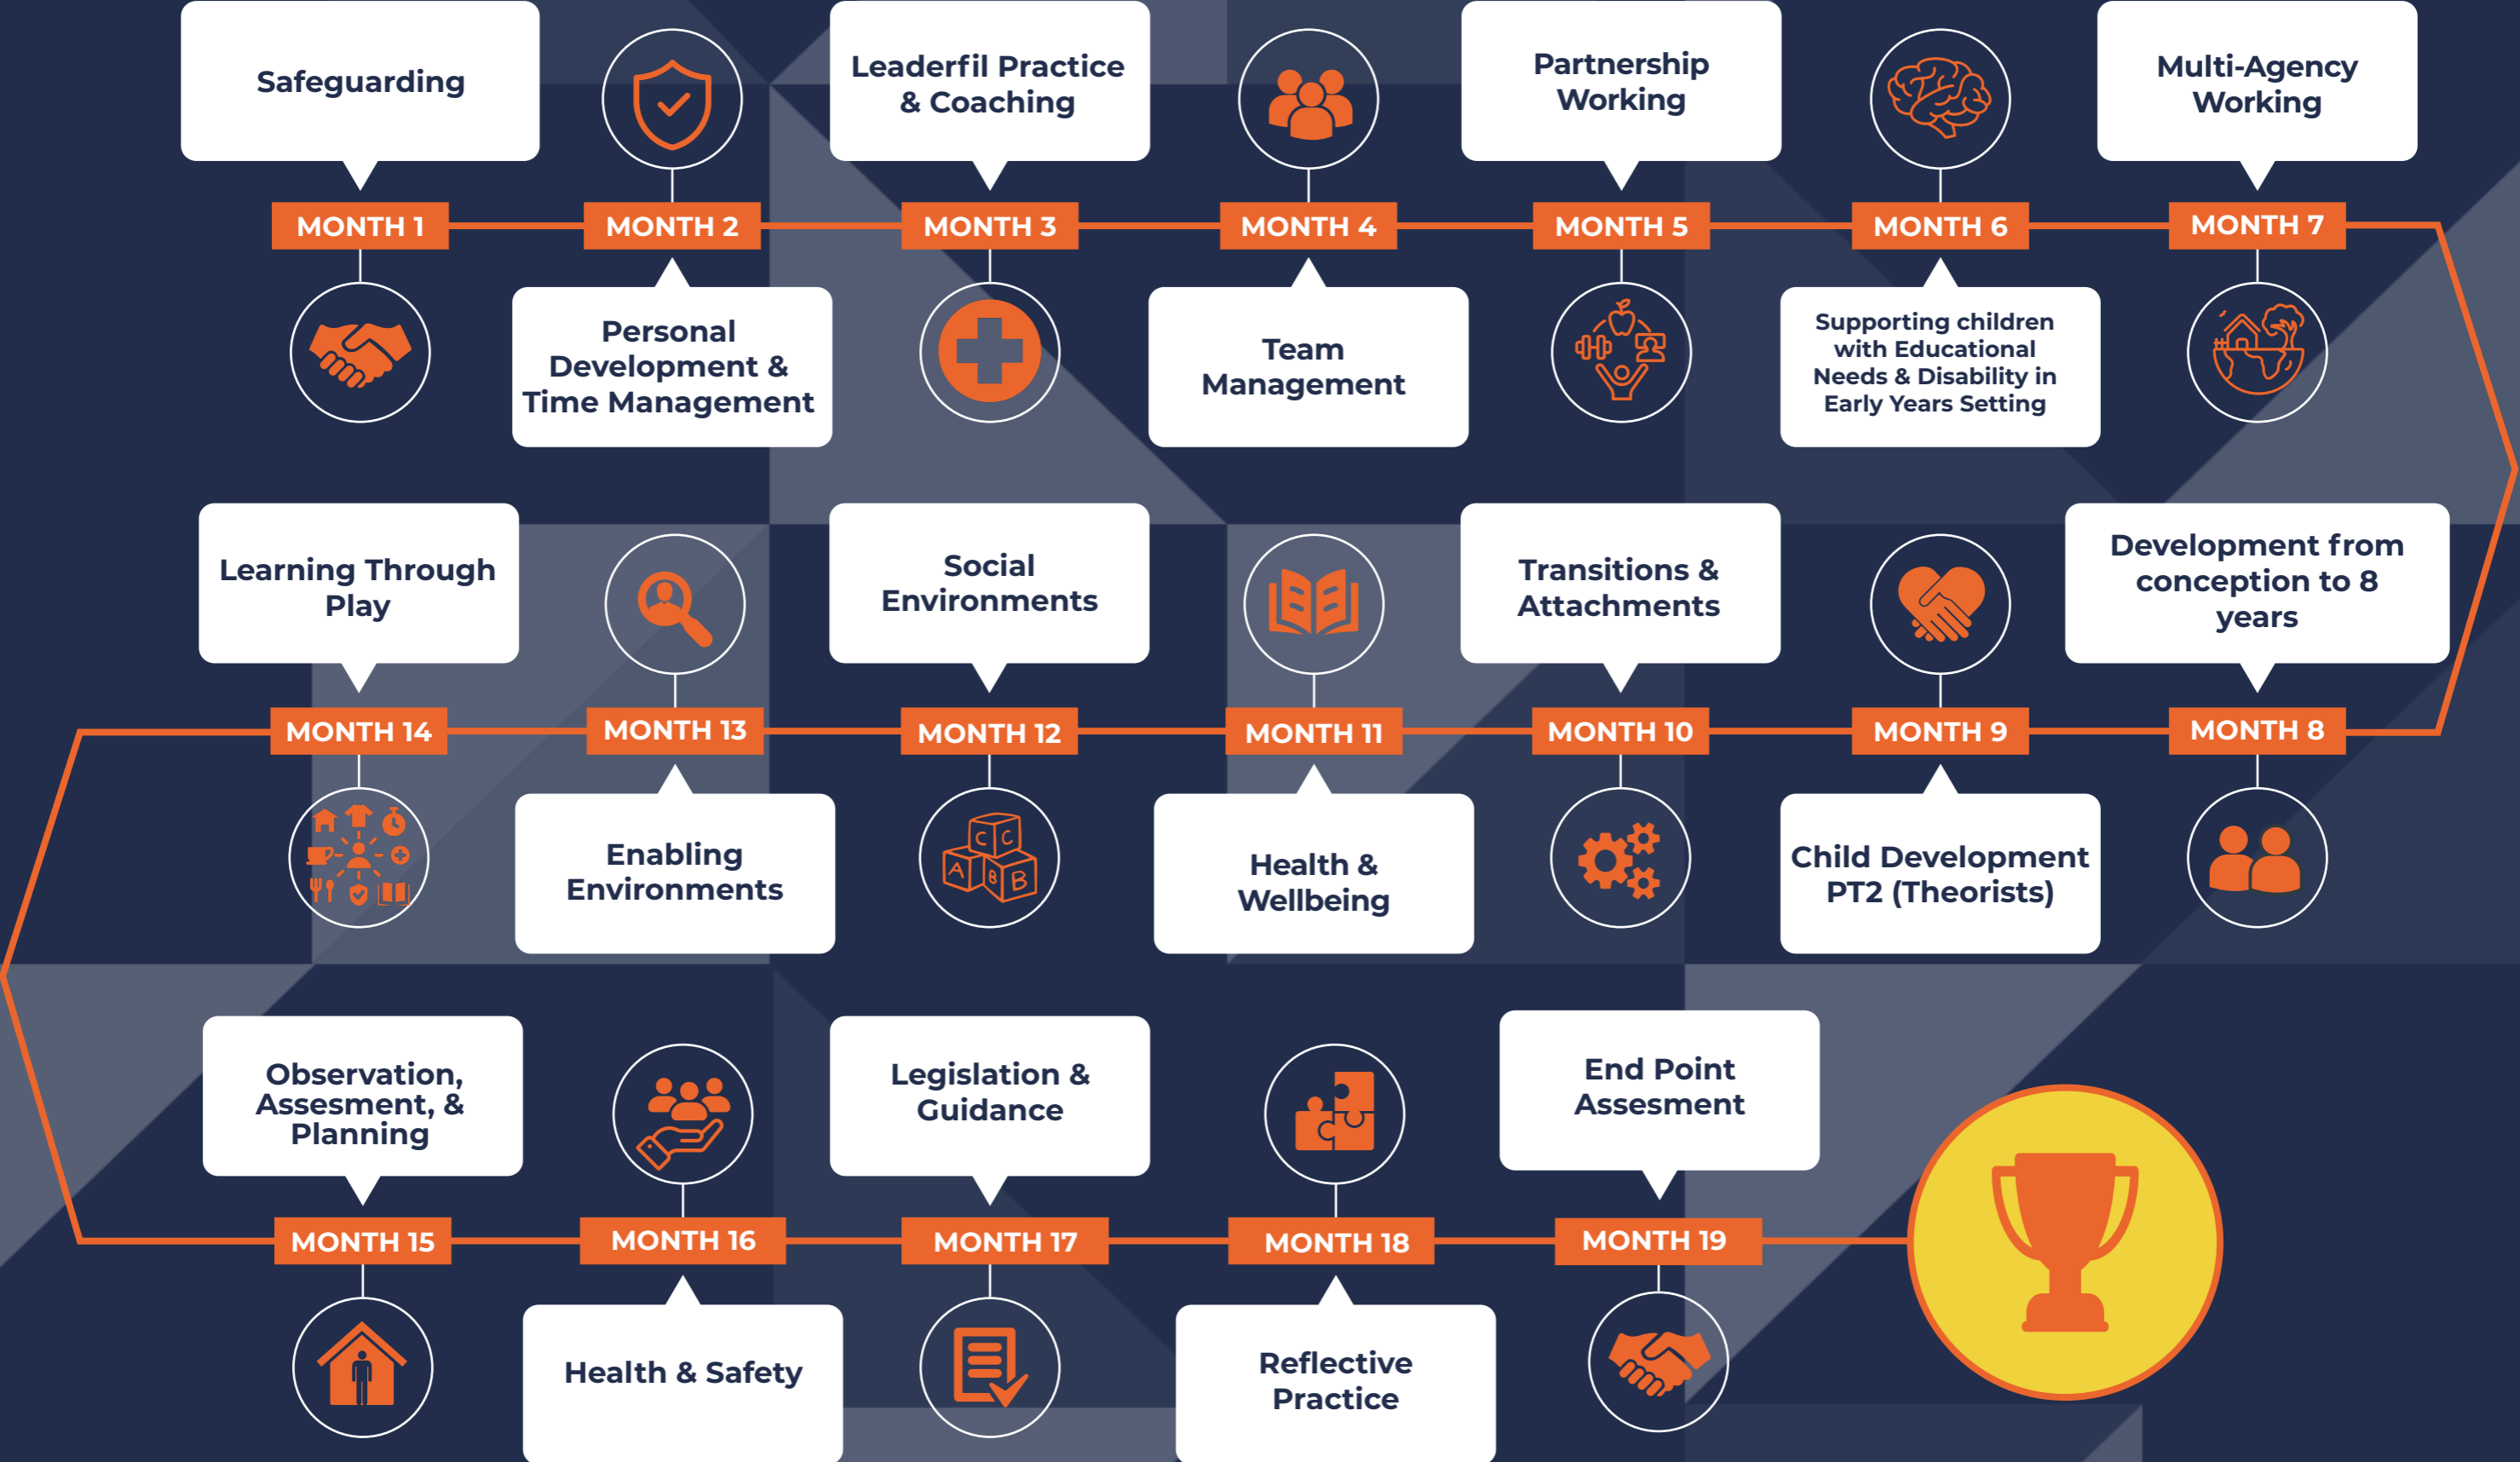 Safeguarding
MONTH 1
MONTH 2
Personal
Development &
Time Management
Leaderfil Practice
& Coaching
MONTH 3
MONTH 4
Team
Management
Partnership
Working
MONTH 5
MONTH 6
Supporting children
with Educational
Needs & Disability in
Early Years Setting
Multi-Agency
Working
MONTH 7
Development from
conception to 8
years
MONTH 8
MONTH 9
Child Development
PT2 (Theorists)
Transitions &
Attachments
MONTH 10
MONTH 11
Health &
Wellbeing
Social
Environments
MONTH 12
C C
A B B
MONTH 13
Enabling
Environments
Learning Through
Play
MONTH 14
Observation,
Assesment, &
Planning
MONTH 15
MONTH 16
Health & Safety
Legislation &
Guidance
MONTH 17
MONTH 18
Reflective
Practice
End Point
Assesment
MONTH 19